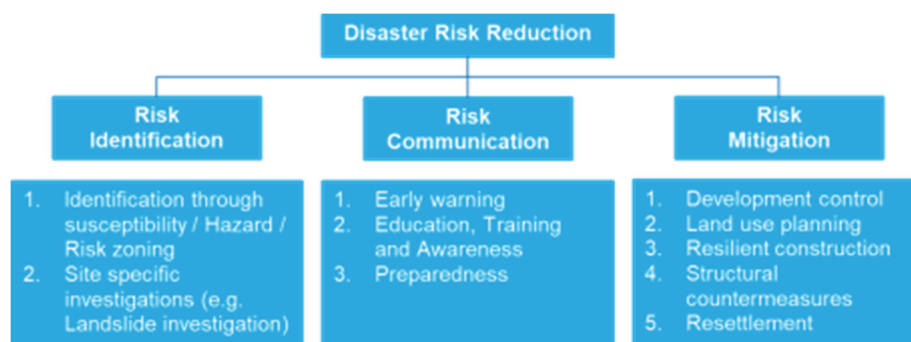 Disaster Risk Reduction
Risk
Identification
Risk
Communication
Risk
Mitigation
1. Identification through
susceptibility / Hazard /
Risk zoning
2. Site specific
investigations (e.g.
Landslide investigation)
1. Early warning
2. Education, Training
and Awareness
3. Preparedness
1. Development control
2. Land use planning
3. Resilient construction
4. Structural
countermeasures
5. Resettlement